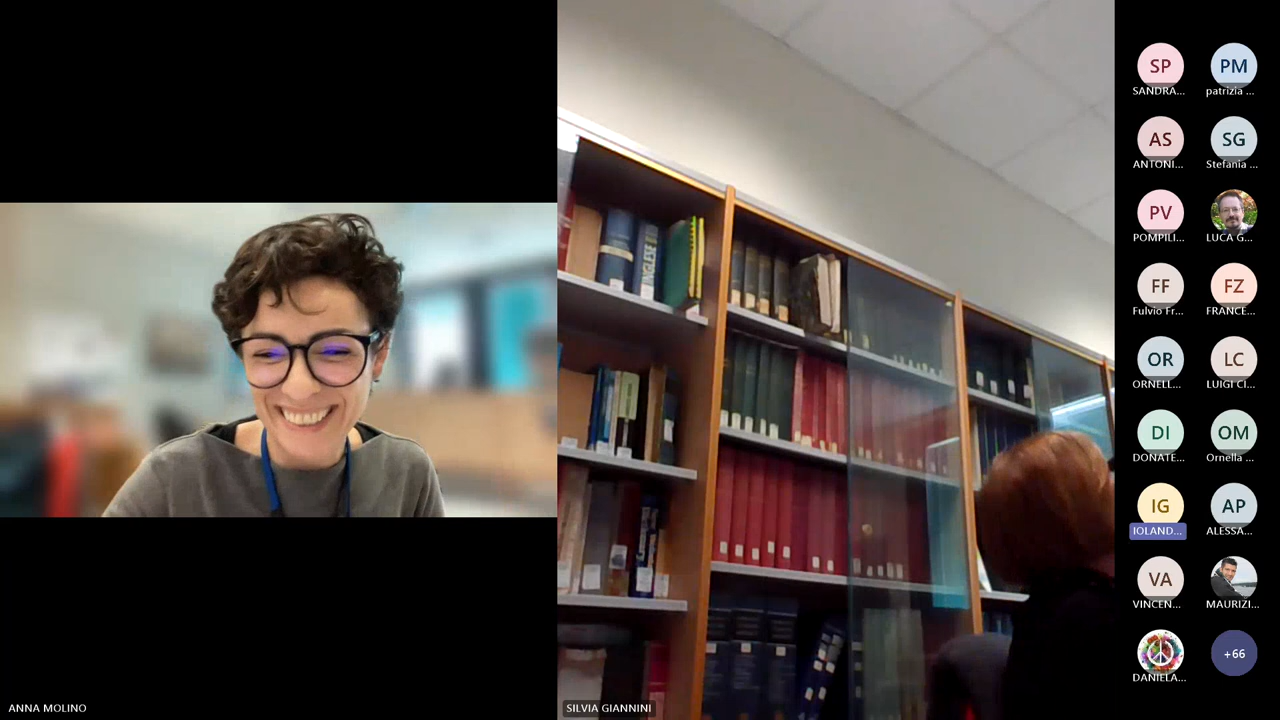 SP
SANDRA...
PM
patrizia ...
AS
ANTONI...
SG
Stefania ...
PV
POMPILI...
LUCA G...
FF
Fulvio Fr...
FZ
FRANCE...
OR
ORNELL...
LC
LUIGI CI...
DI
DONATE...
OM
Ornella ...
IG
IOLAND...
AP
ALESSA...
VA
VINCEN...
MAURIZI...
DANIELA...
+66
INGLESE
ANNA MOLINO
SILVIA GIANNINI